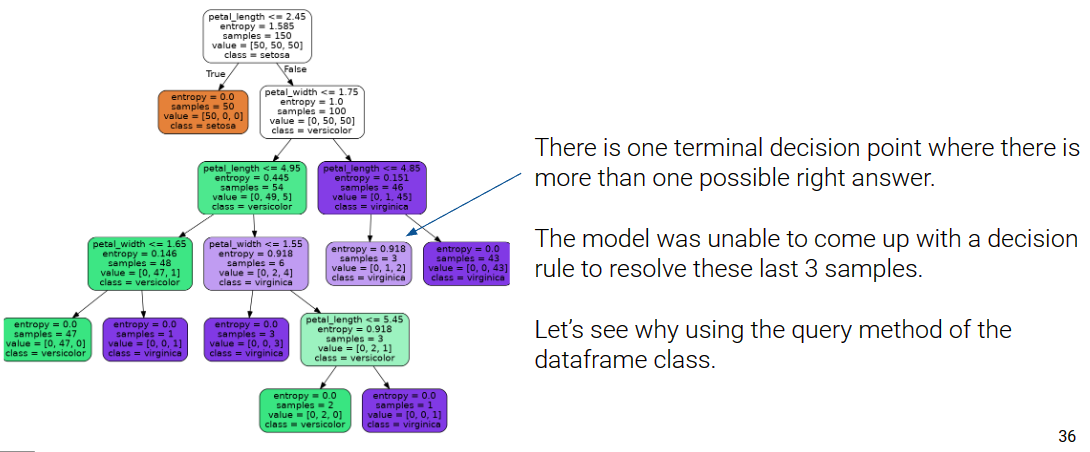 petal_length <= 2.45
entropy = 1.585
samples = 150
value = [50, 50, 50]
class = setosa
True
False
entropy = 0.0
samples = 50
value = [50, 0, 0]
class = setosa
petal_width <= 1.75
entropy = 1.0
samples = 100
value = [0, 50, 50]
class = versicolor
petal_length <= 4.95
entropy = 0.445
samples = 54
value = [0, 49, 5]
class = versicolor
petal_length <= 4.85
entropy = 0.151
samples = 46
value = [0, 1, 45]
class = virginica
petal_width <= 1.65
entropy = 0.146
samples = 48
value = [0, 47, 1]
class = versicolor
petal_width <= 1.55
entropy = 0.918
samples = 6
value = [0, 2, 4]
class = virginica
entropy = 0.918
samples = 3
value = [0, 1, 2]
class = virginica
entropy = 0.0
samples = 43
value = [0, 0, 43]
class = virginica
entropy = 0.0
samples = 47
value = [0, 47, 0]
class = versicolor
entropy = 0.0
samples = 1
value = [0, 0, 1]
class = virginica
entropy = 0.0
samples = 3
value = [0, 0, 3]
class = virginica
petal_length <= 5.45
entropy = 0.918
samples = 3
value = [0, 2, 1]
class = versicolor
entropy = 0.0
samples = 2
value = [0, 2, 0]
class = versicolor
entropy = 0.0
samples = 1
value = [0, 0, 1]
class = virginica
There is one terminal decision point where there is
more than one possible right answer.
The model was unable to come up with a decision
rule to resolve these last 3 samples.
Let's see why using the query method of the
dataframe class.
36